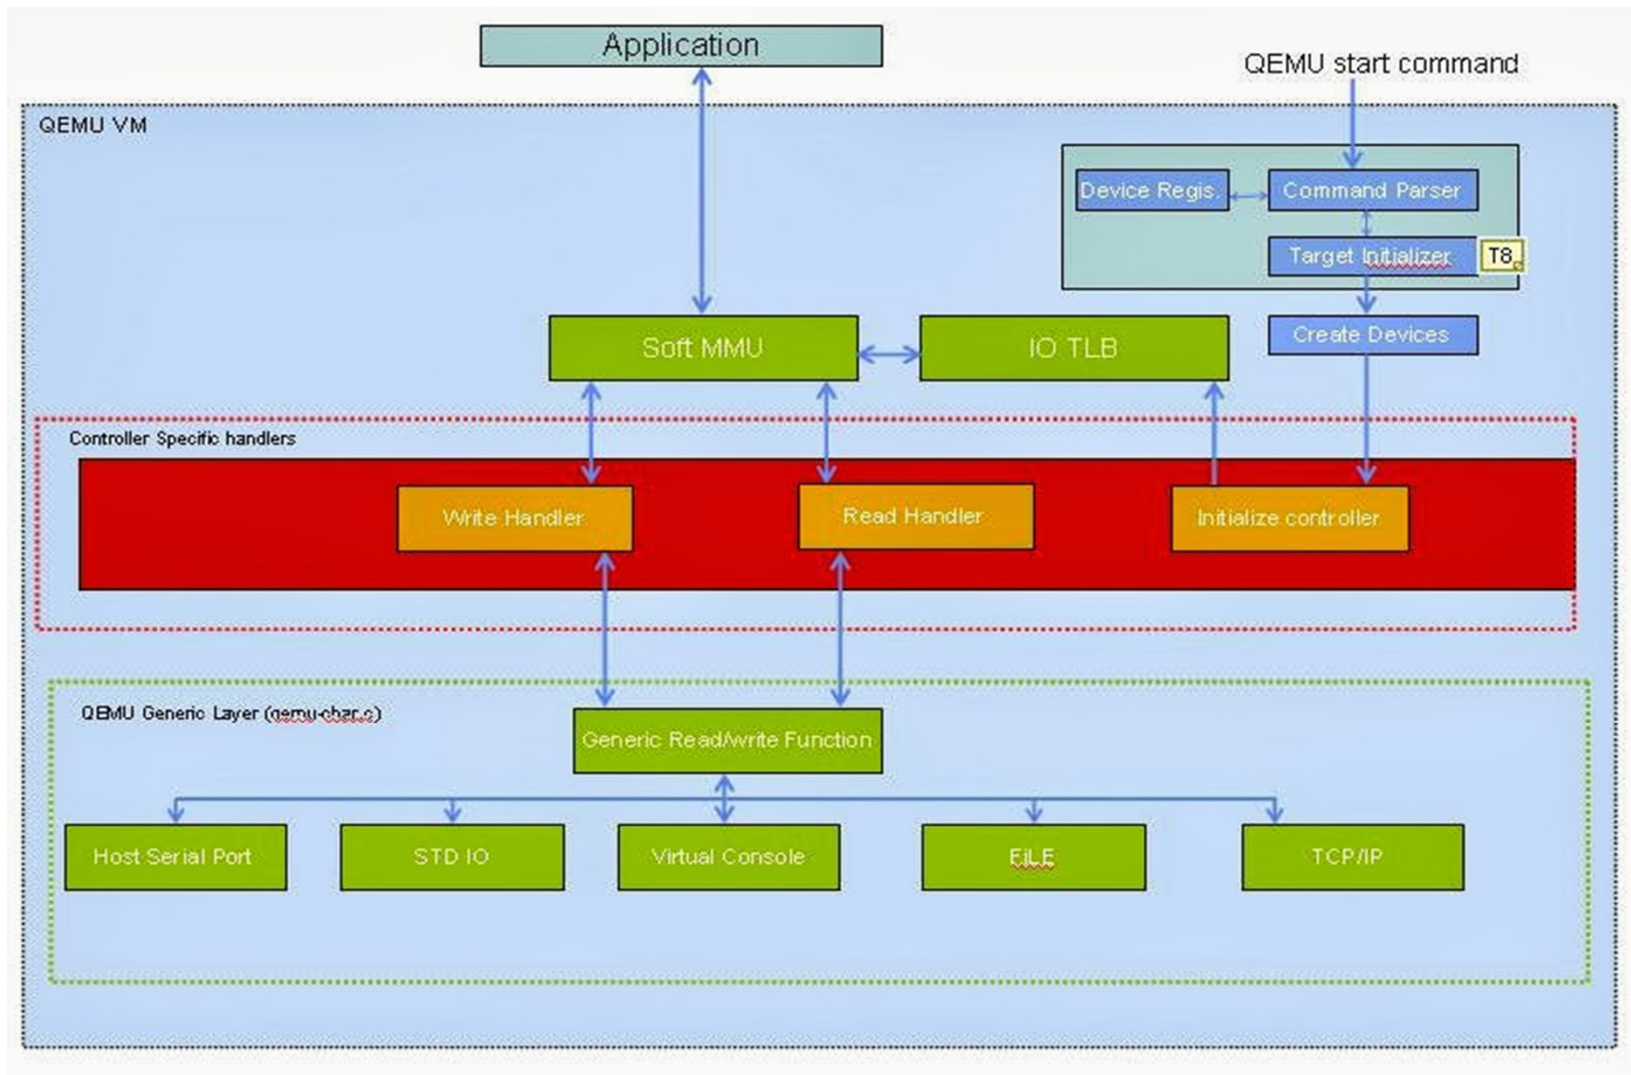 Application
QEMU start command
QEMU VM
Device Regis.
Command Parser
Target Initializer
T8
Soft MMU
IO TLB
Create Devices
Controller Specific handlers
Write Handler
Read Handler
Initialize controller
QEMU Generic Layer (qemu-char.c)
Generic Read/write Function
Host Serial Port
STD IO
Virtual Console
FiLE
TCP/IP